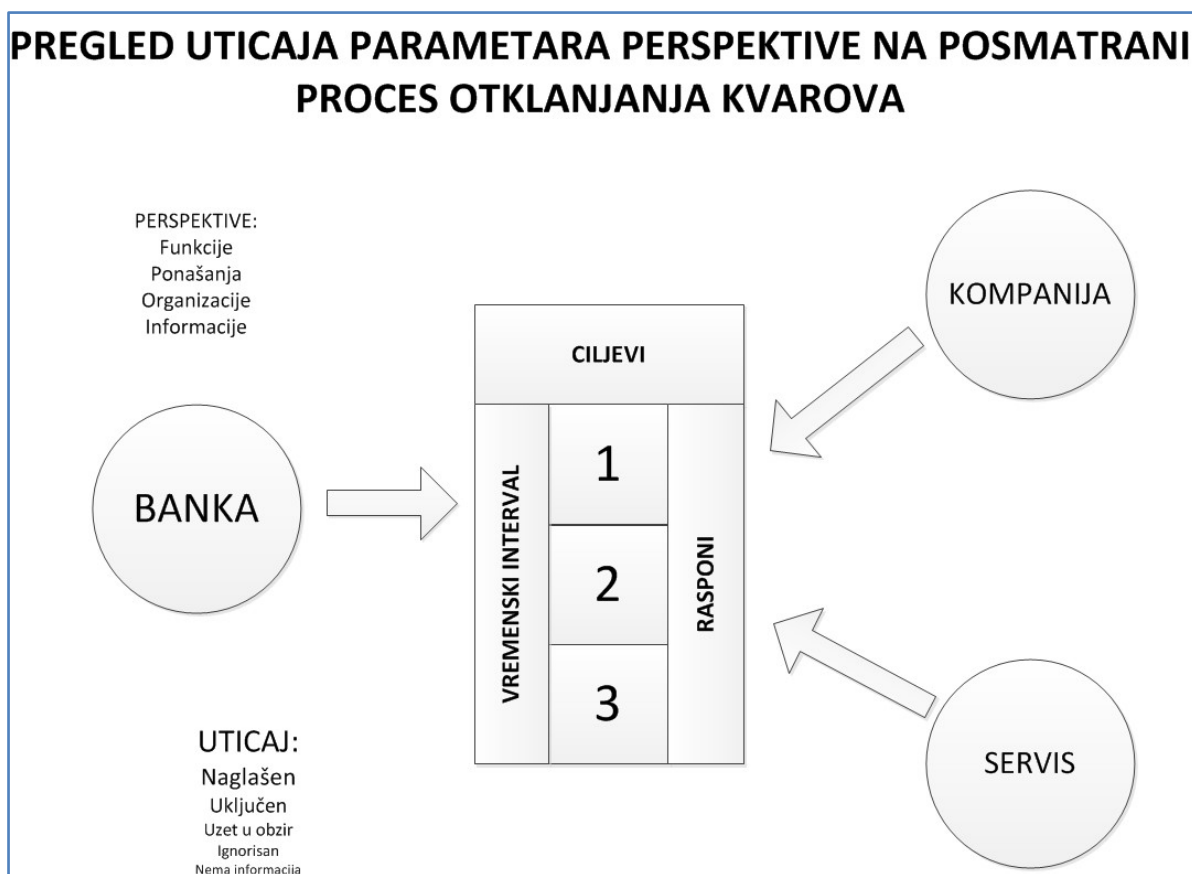 PREGLED UTICAJA PARAMETARA PERSPEKTIVE NA POSMATRANI
PROCES OTKLANJANJA KVAROVA
PERSPEKTIVE:
Funkcije
Ponašanja
Organizacije
Informacije
KOMPANIJA
CILJEVI
BANKA
VREMENSKI INTERVAL
1
2
3
RASPONI
UTICAJ:
Naglašen
Uključen
Uzet u obzir
Ignorisan
Nema informacija
SERVIS